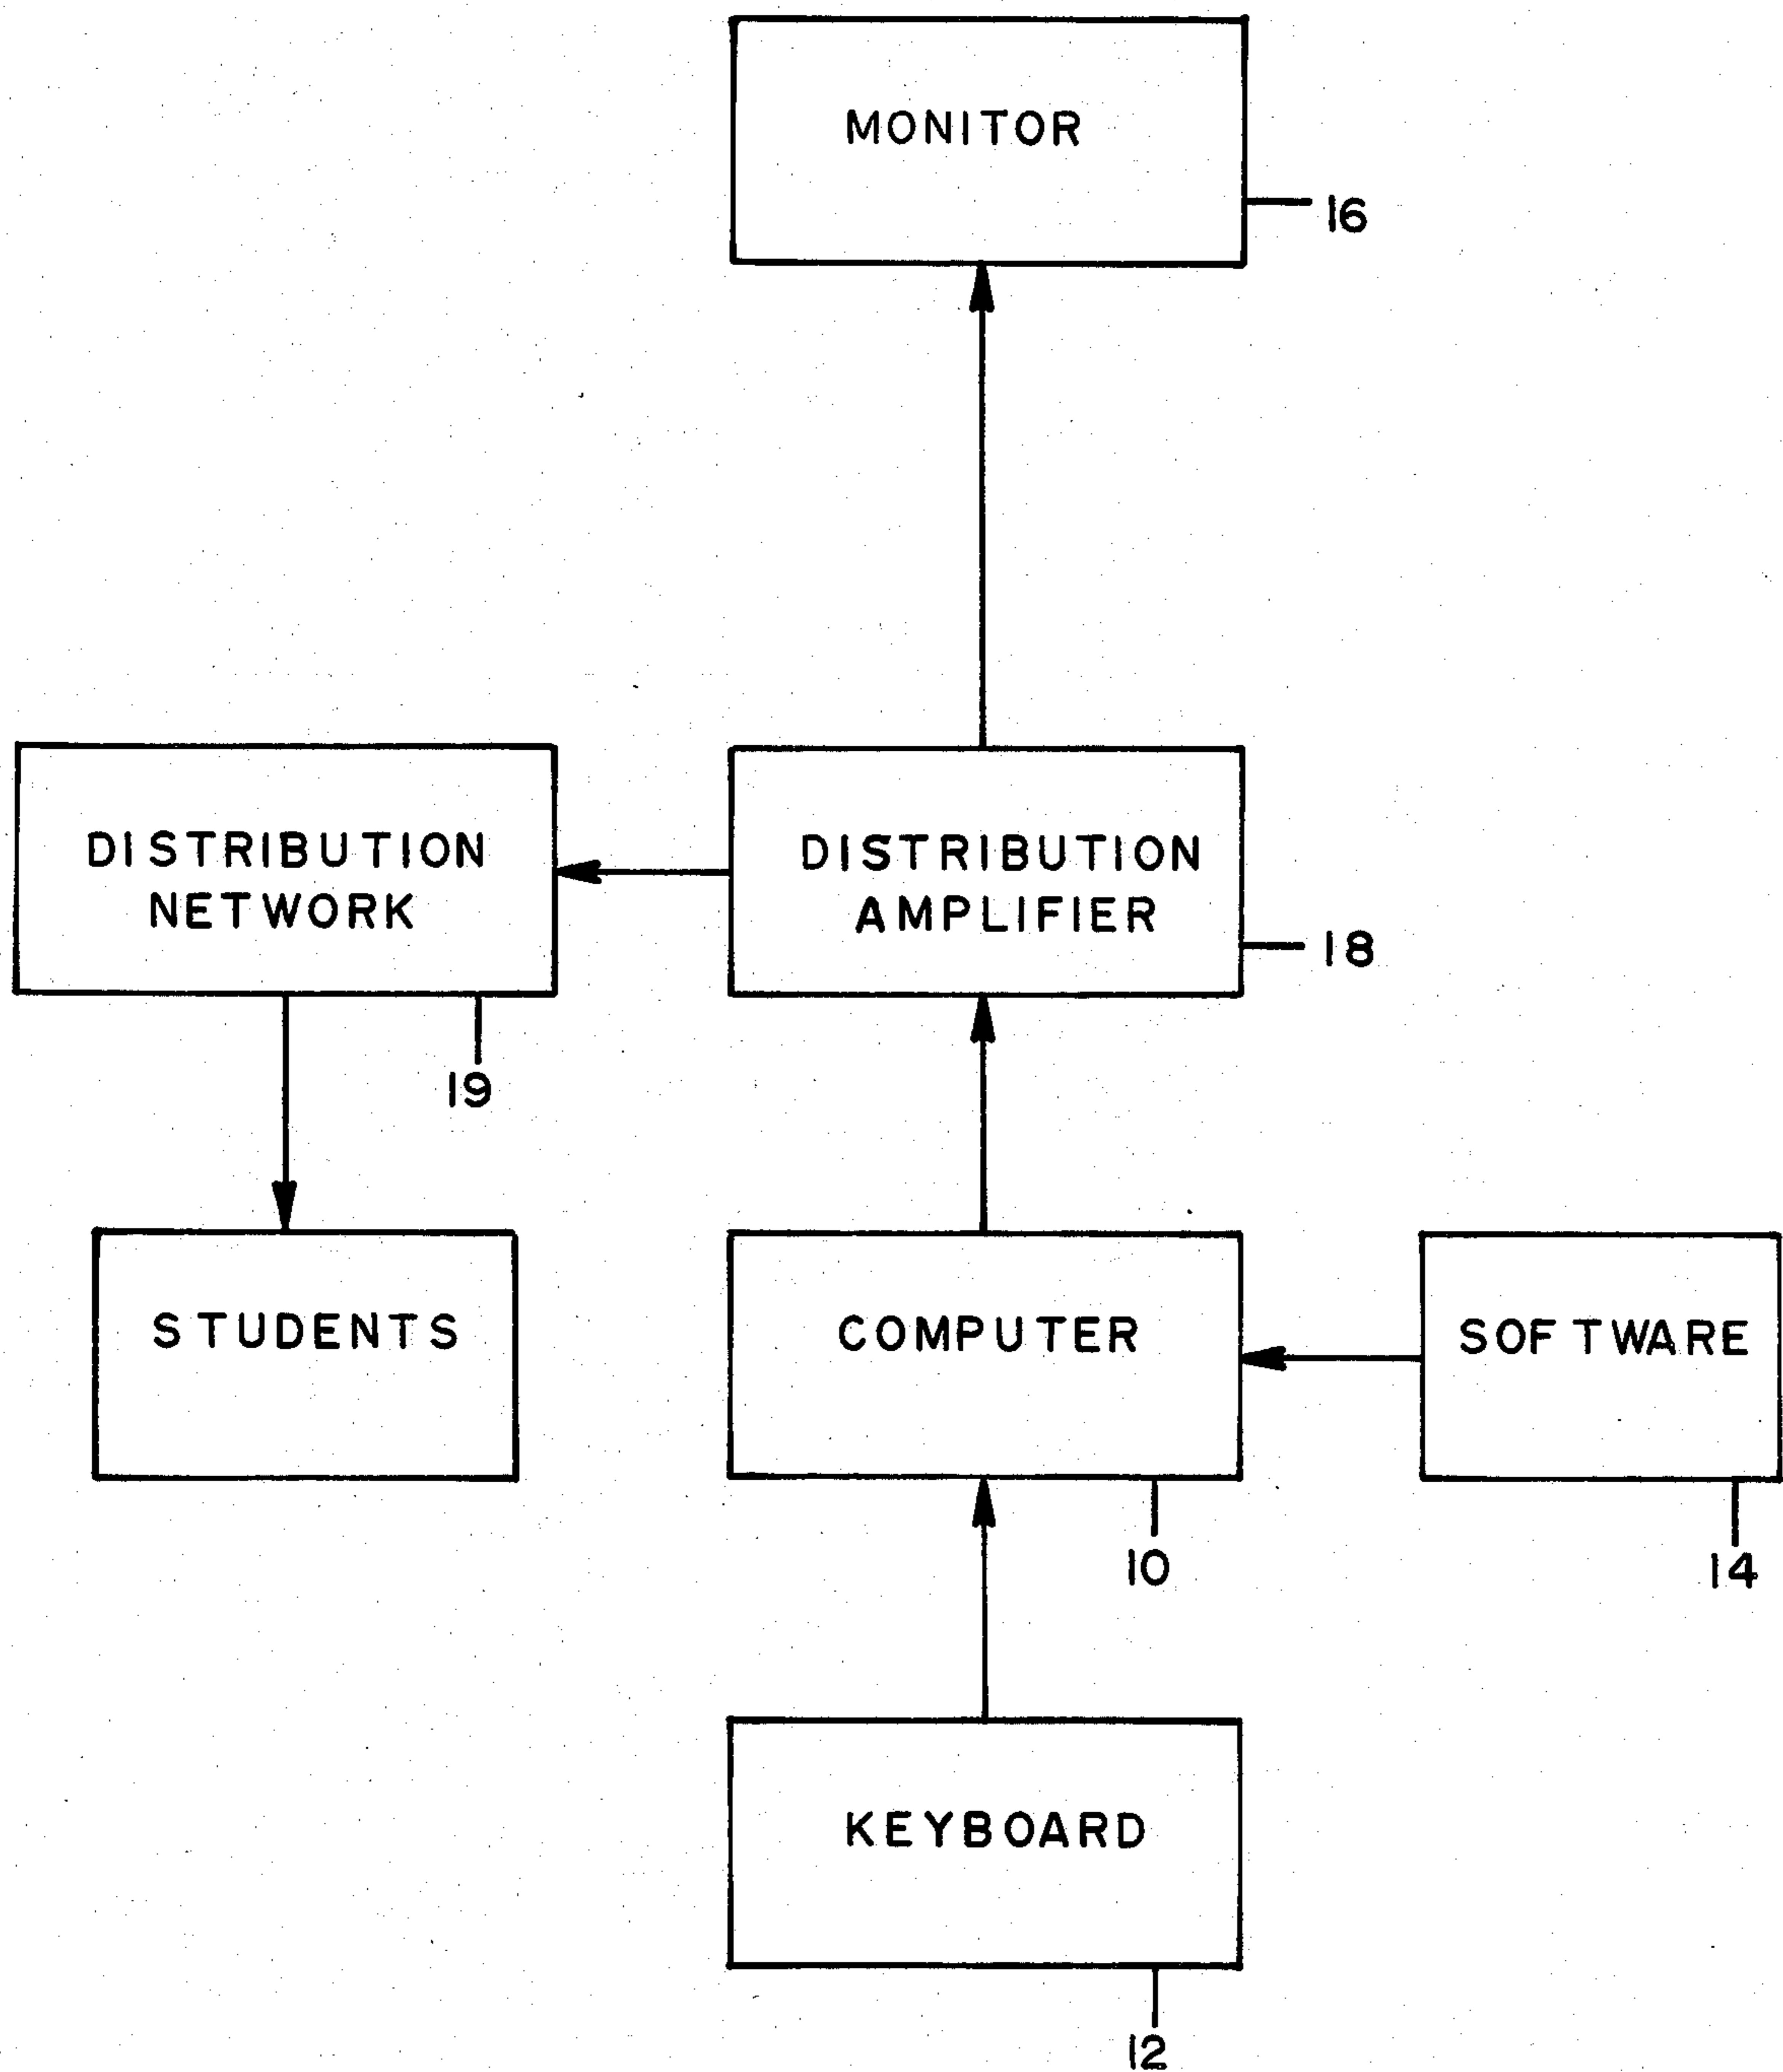 MONITOR
16
DISTRIBUTION
NETWORK
DISTRIBUTION
AMPLIFIER
18
19
STUDENTS
COMPUTER
SOFTWARE
10
14
KEYBOARD
12